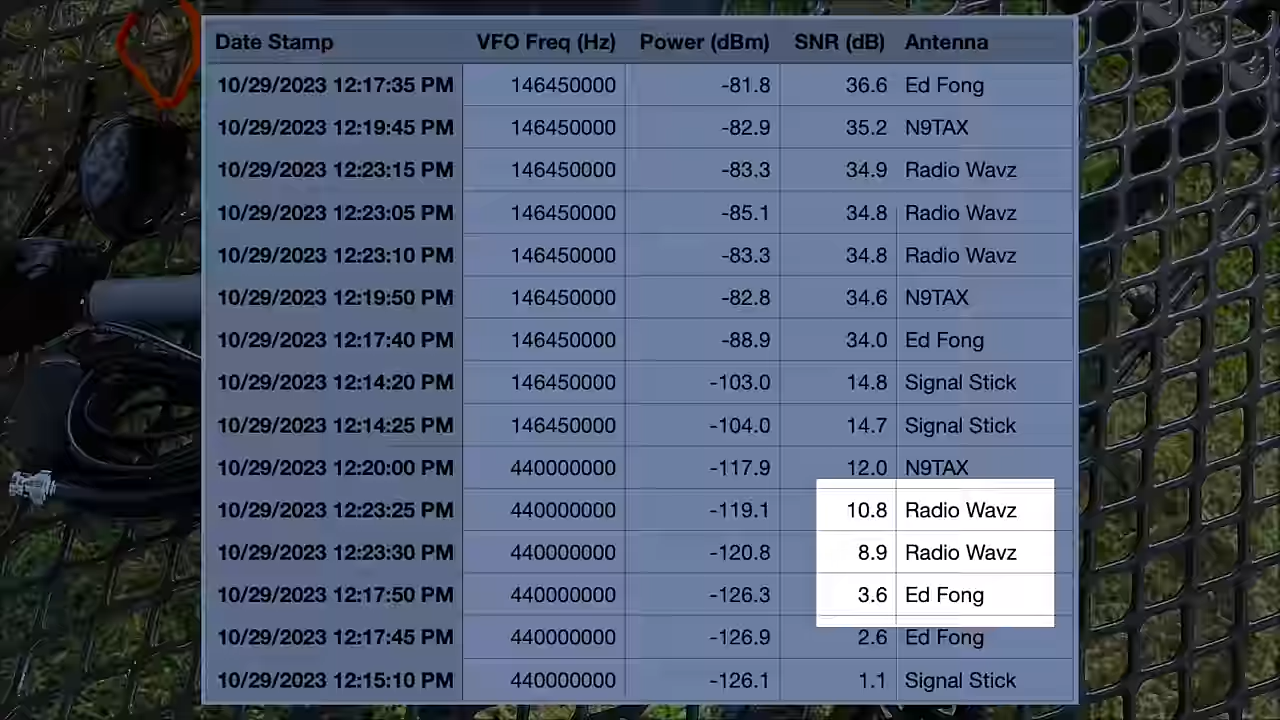 Date Stamp VFO Freq (Hz) Power (dBm) SNR (dB) Antenna
10/29/2023 12:17:35 PM 146450000 -81.8 36.6 Ed Fong
10/29/2023 12:19:45 PM 146450000 -82.9 35.2 N9TAX
10/29/2023 12:23:15 PM 146450000 -83.3 34.9 Radio Wavz
10/29/2023 12:23:05 PM 146450000 -85.1 34.8 Radio Wavz
10/29/2023 12:23:10 PM 146450000 -83.3 34.8 Radio Wavz
10/29/2023 12:19:50 PM 146450000 -82.8 34.6 N9TAX
10/29/2023 12:17:40 PM 146450000 -88.9 34.0 Ed Fong
10/29/2023 12:14:20 PM 146450000 -103.0 14.8 Signal Stick
10/29/2023 12:14:25 PM 146450000 -104.0 14.7 Signal Stick
10/29/2023 12:20:00 PM 440000000 -117.9 12.0 N9TAX
10/29/2023 12:23:25 PM 440000000 -119.1 10.8 Radio Wavz
10/29/2023 12:23:30 PM 440000000 -120.8 8.9 Radio Wavz
10/29/2023 12:17:50 PM 440000000 -126.3 3.6 Ed Fong
10/29/2023 12:17:45 PM 440000000 -126.9 2.6 Ed Fong
10/29/2023 12:15:10 PM 440000000 -126.1 1.1 Signal Stick